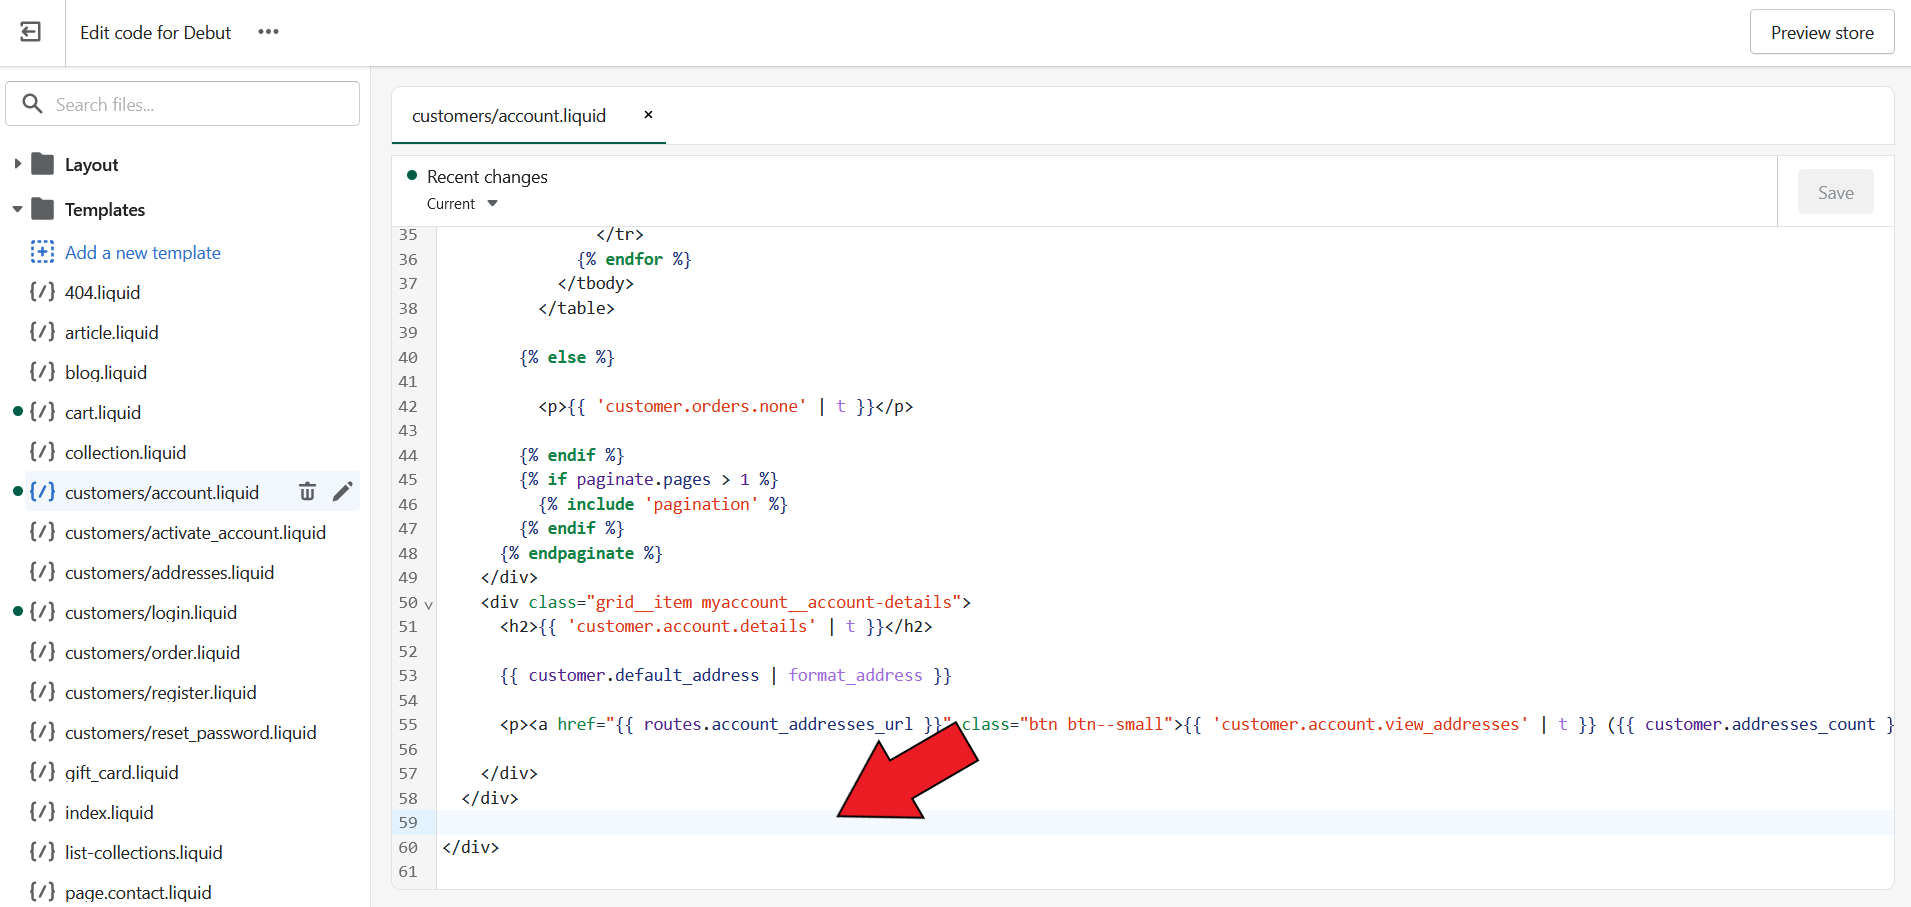 Edit code for Debut
Preview store
Search files...
Layout
Templates
Add a new template
{/} 404.liquid
{/} article.liquid
{/} blog.liquid
{/} cart.liquid
{/} collection.liquid
{/} customers/account.liquid
{/} customers/activate_account.liquid
{/} customers/addresses.liquid
{/} customers/login.liquid
{/} customers/order.liquid
{/} customers/register.liquid
{/} customers/reset_password.liquid
{/} gift_card.liquid
{/} index.liquid
{/} list-collections.liquid
{/} page.contact.liquid
customers/account.liquid ×
Recent changes
Current
Save
35 </tr>
36 {% endfor %}
37 </tbody>
38 </table>
39
40 {% else %}
41
42 <p>{{ 'customer.orders.none' | t }}</p>
43
44 {% endif %}
45 {% if paginate.pages > 1 %}
46 {% include 'pagination' %}
47 {% endif %}
48 {% endpaginate %}
49 </div>
50 <div class="grid__item myaccount__account-details">
51 <h2>{{ 'customer.account.details' | t }}</h2>
52
53 {{ customer.default_address | format_address }}
54
55 <p><a href="{{ routes.account_addresses_url }}" class="btn btn--small">{{ 'customer.account.view_addresses' | t }} ({{ customer.addresses_count }
56
57 </div>
58 </div>
59
60 </div>
61